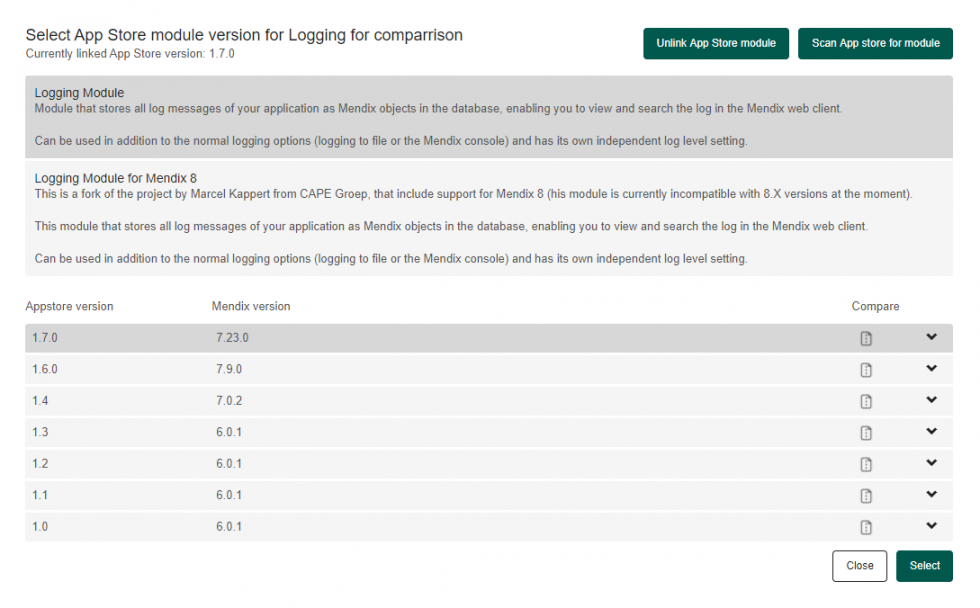 Select App Store module version for Logging for comparrison
Currently linked App Store version: 1.7.0
Unlink App Store module
Scan App store for module
Logging Module
Module that stores all log messages of your application as Mendix objects in the database, enabling you to view and search the log in the Mendix web client.
Can be used in addition to the normal logging options (logging to file or the Mendix console) and has its own independent log level setting.
Logging Module for Mendix 8
This is a fork of the project by Marcel Kappert from CAPE Groep, that include support for Mendix 8 (his module is currently incompatible with 8.X versions at the moment).
This module that stores all log messages of your application as Mendix objects in the database, enabling you to view and search the log in the Mendix web client.
Can be used in addition to the normal logging options (logging to file or the Mendix console) and has its own independent log level setting.
Appstore version Mendix version Compare
1.7.0 7.23.0
1.6.0 7.9.0
1.4 7.0.2
1.3 6.0.1
1.2 6.0.1
1.1 6.0.1
1.0 6.0.1
Close Select